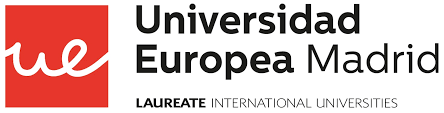 ue
Universidad
Europea Madrid
LAUREATE INTERNATIONAL UNIVERSITIES